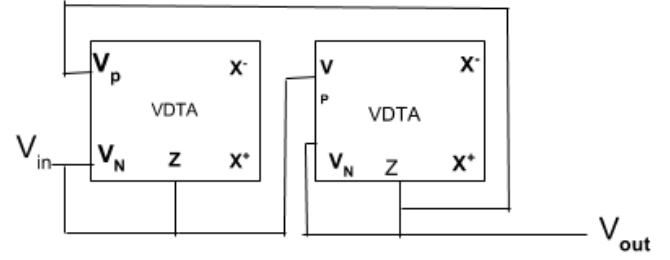 Vp X- V X-
VDTA P VDTA
Vin VN Z X+ VN Z X+
Vout